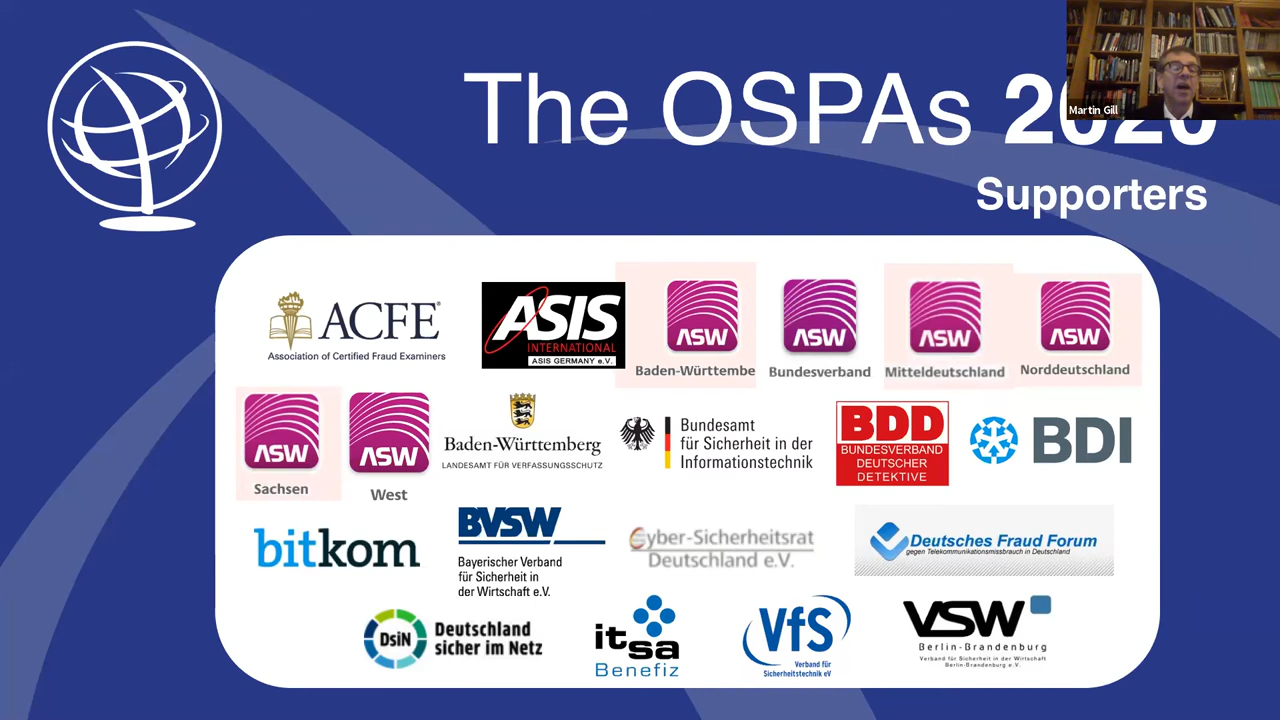 The OSPAs 2020
Martin Gill
Supporters
ACFE®
Association of Certified Fraud Examiners
ASIS
INTERNATIONAL
ASIS GERMANY e.V.
ASW
Baden-Württembe
ASW
Bundesverband
ASW
Mitteldeutschland
ASW
Norddeutschland
ASW
Sachsen
ASW
West
Baden-Württemberg
LANDESAMT FÜR VERFASSUNGSSCHUTZ
Bundesamt
für Sicherheit in der
Informationstechnik
BDD
BUNDESVERBAND
DEUTSCHER
DETEKTIVE
BDI
bitkom
BVSW
Bayerischer Verband
für Sicherheit in
der Wirtschaft e.V.
Cyber-Sicherheitsrat
Deutschland e.V.
Deutsches Fraud Forum
gegen Telekommunikationsmissbrauch in Deutschland
DsiN
Deutschland
sicher im Netz
itsa
Benefiz
VfS
Verband für
Sicherheitstechnik eV
VSW
Berlin-Brandenburg
Verband für Sicherheit in der Wirtschaft
Berlin-Brandenburg e.V.